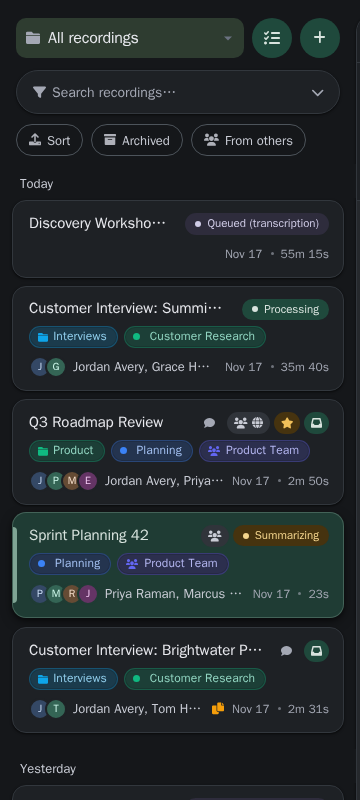 All recordings
Search recordings···
Sort
Archived
From others
Today
Discovery Worksho··· Queued (transcription)
Nov 17 • 55m 15s
Customer Interview: Summi··· Processing
Interviews Customer Research
J G Jordan Avery, Grace H··· Nov 17 • 35m 40s
Q3 Roadmap Review
Product Planning Product Team
J P M E Jordan Avery, Priya··· Nov 17 • 2m 50s
Sprint Planning 42 Summarizing
Planning Product Team
P M R J Priya Raman, Marcus ··· Nov 17 • 23s
Customer Interview: Brightwater P···
Interviews Customer Research
J T Jordan Avery, Tom H··· Nov 17 • 2m 31s
Yesterday